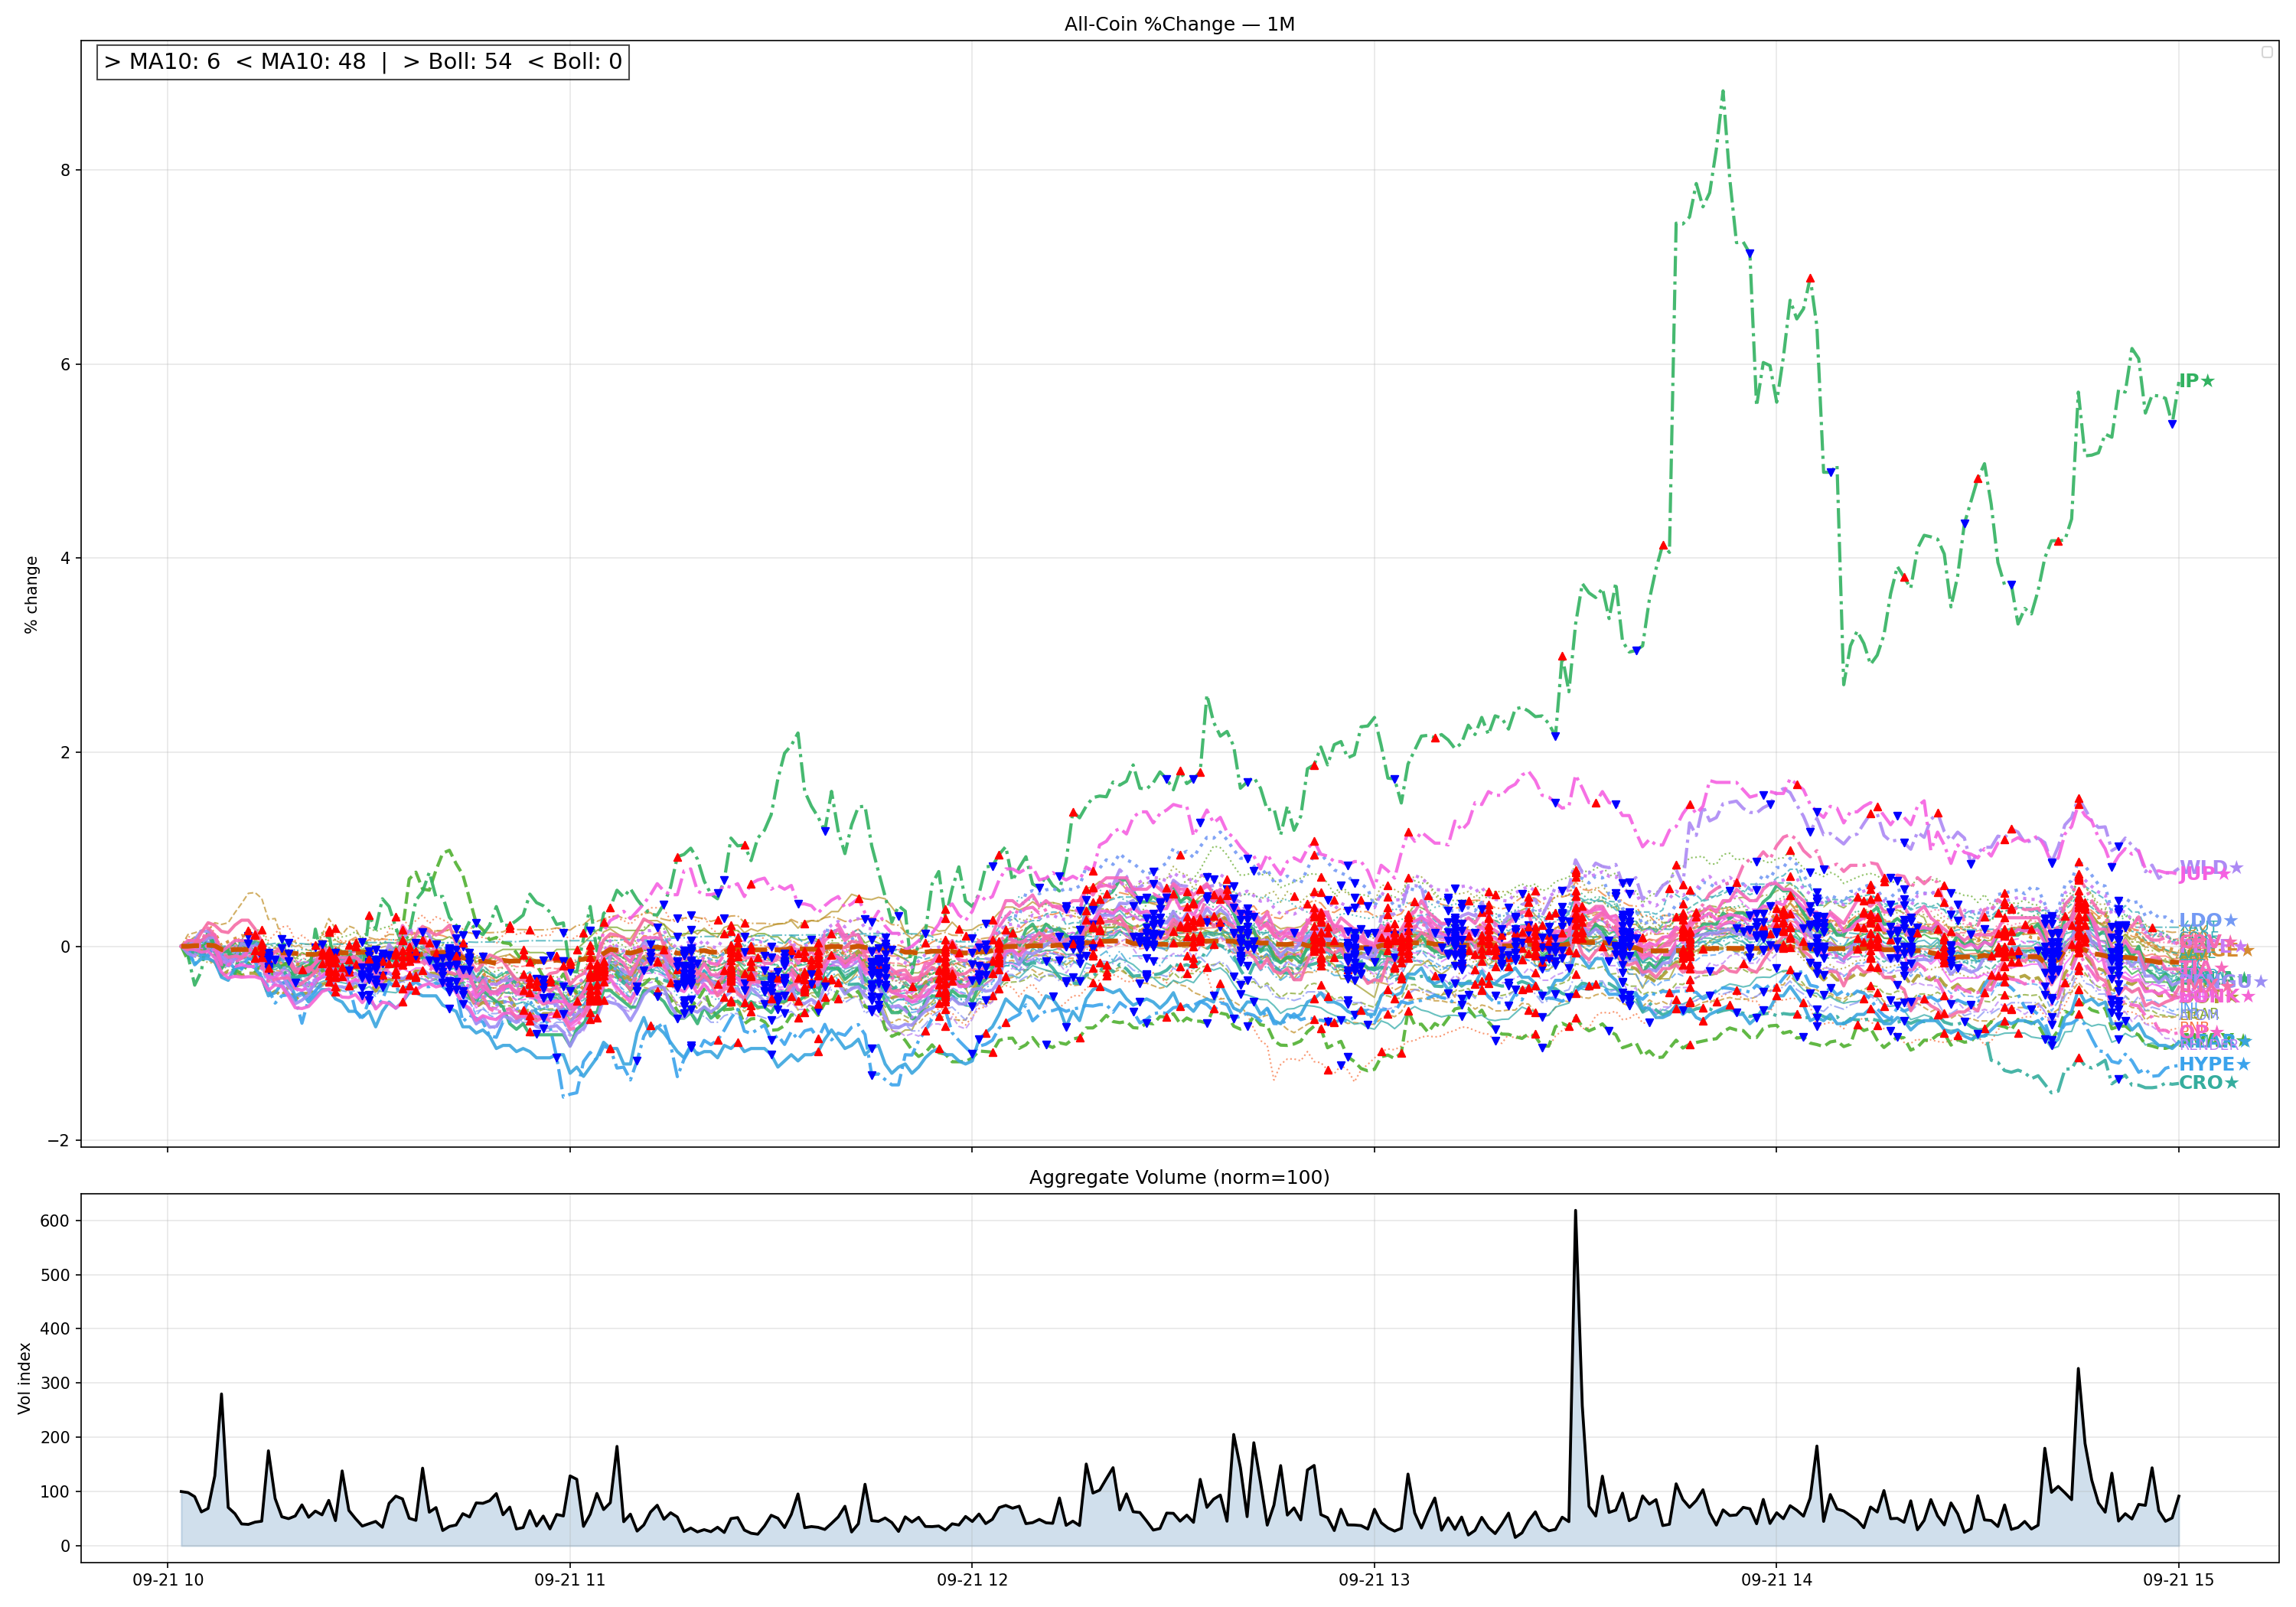 All-Coin %Change — 1M
> MA10: 6  < MA10: 48  |  > Boll: 54  < Boll: 0
% change
8
6
4
2
0
−2
IP★
WLD★
JUP★
LDO★
BONK★
HYPE★
CRO★
Aggregate Volume (norm=100)
Vol index
600
500
400
300
200
100
0
09-21 10
09-21 11
09-21 12
09-21 13
09-21 14
09-21 15